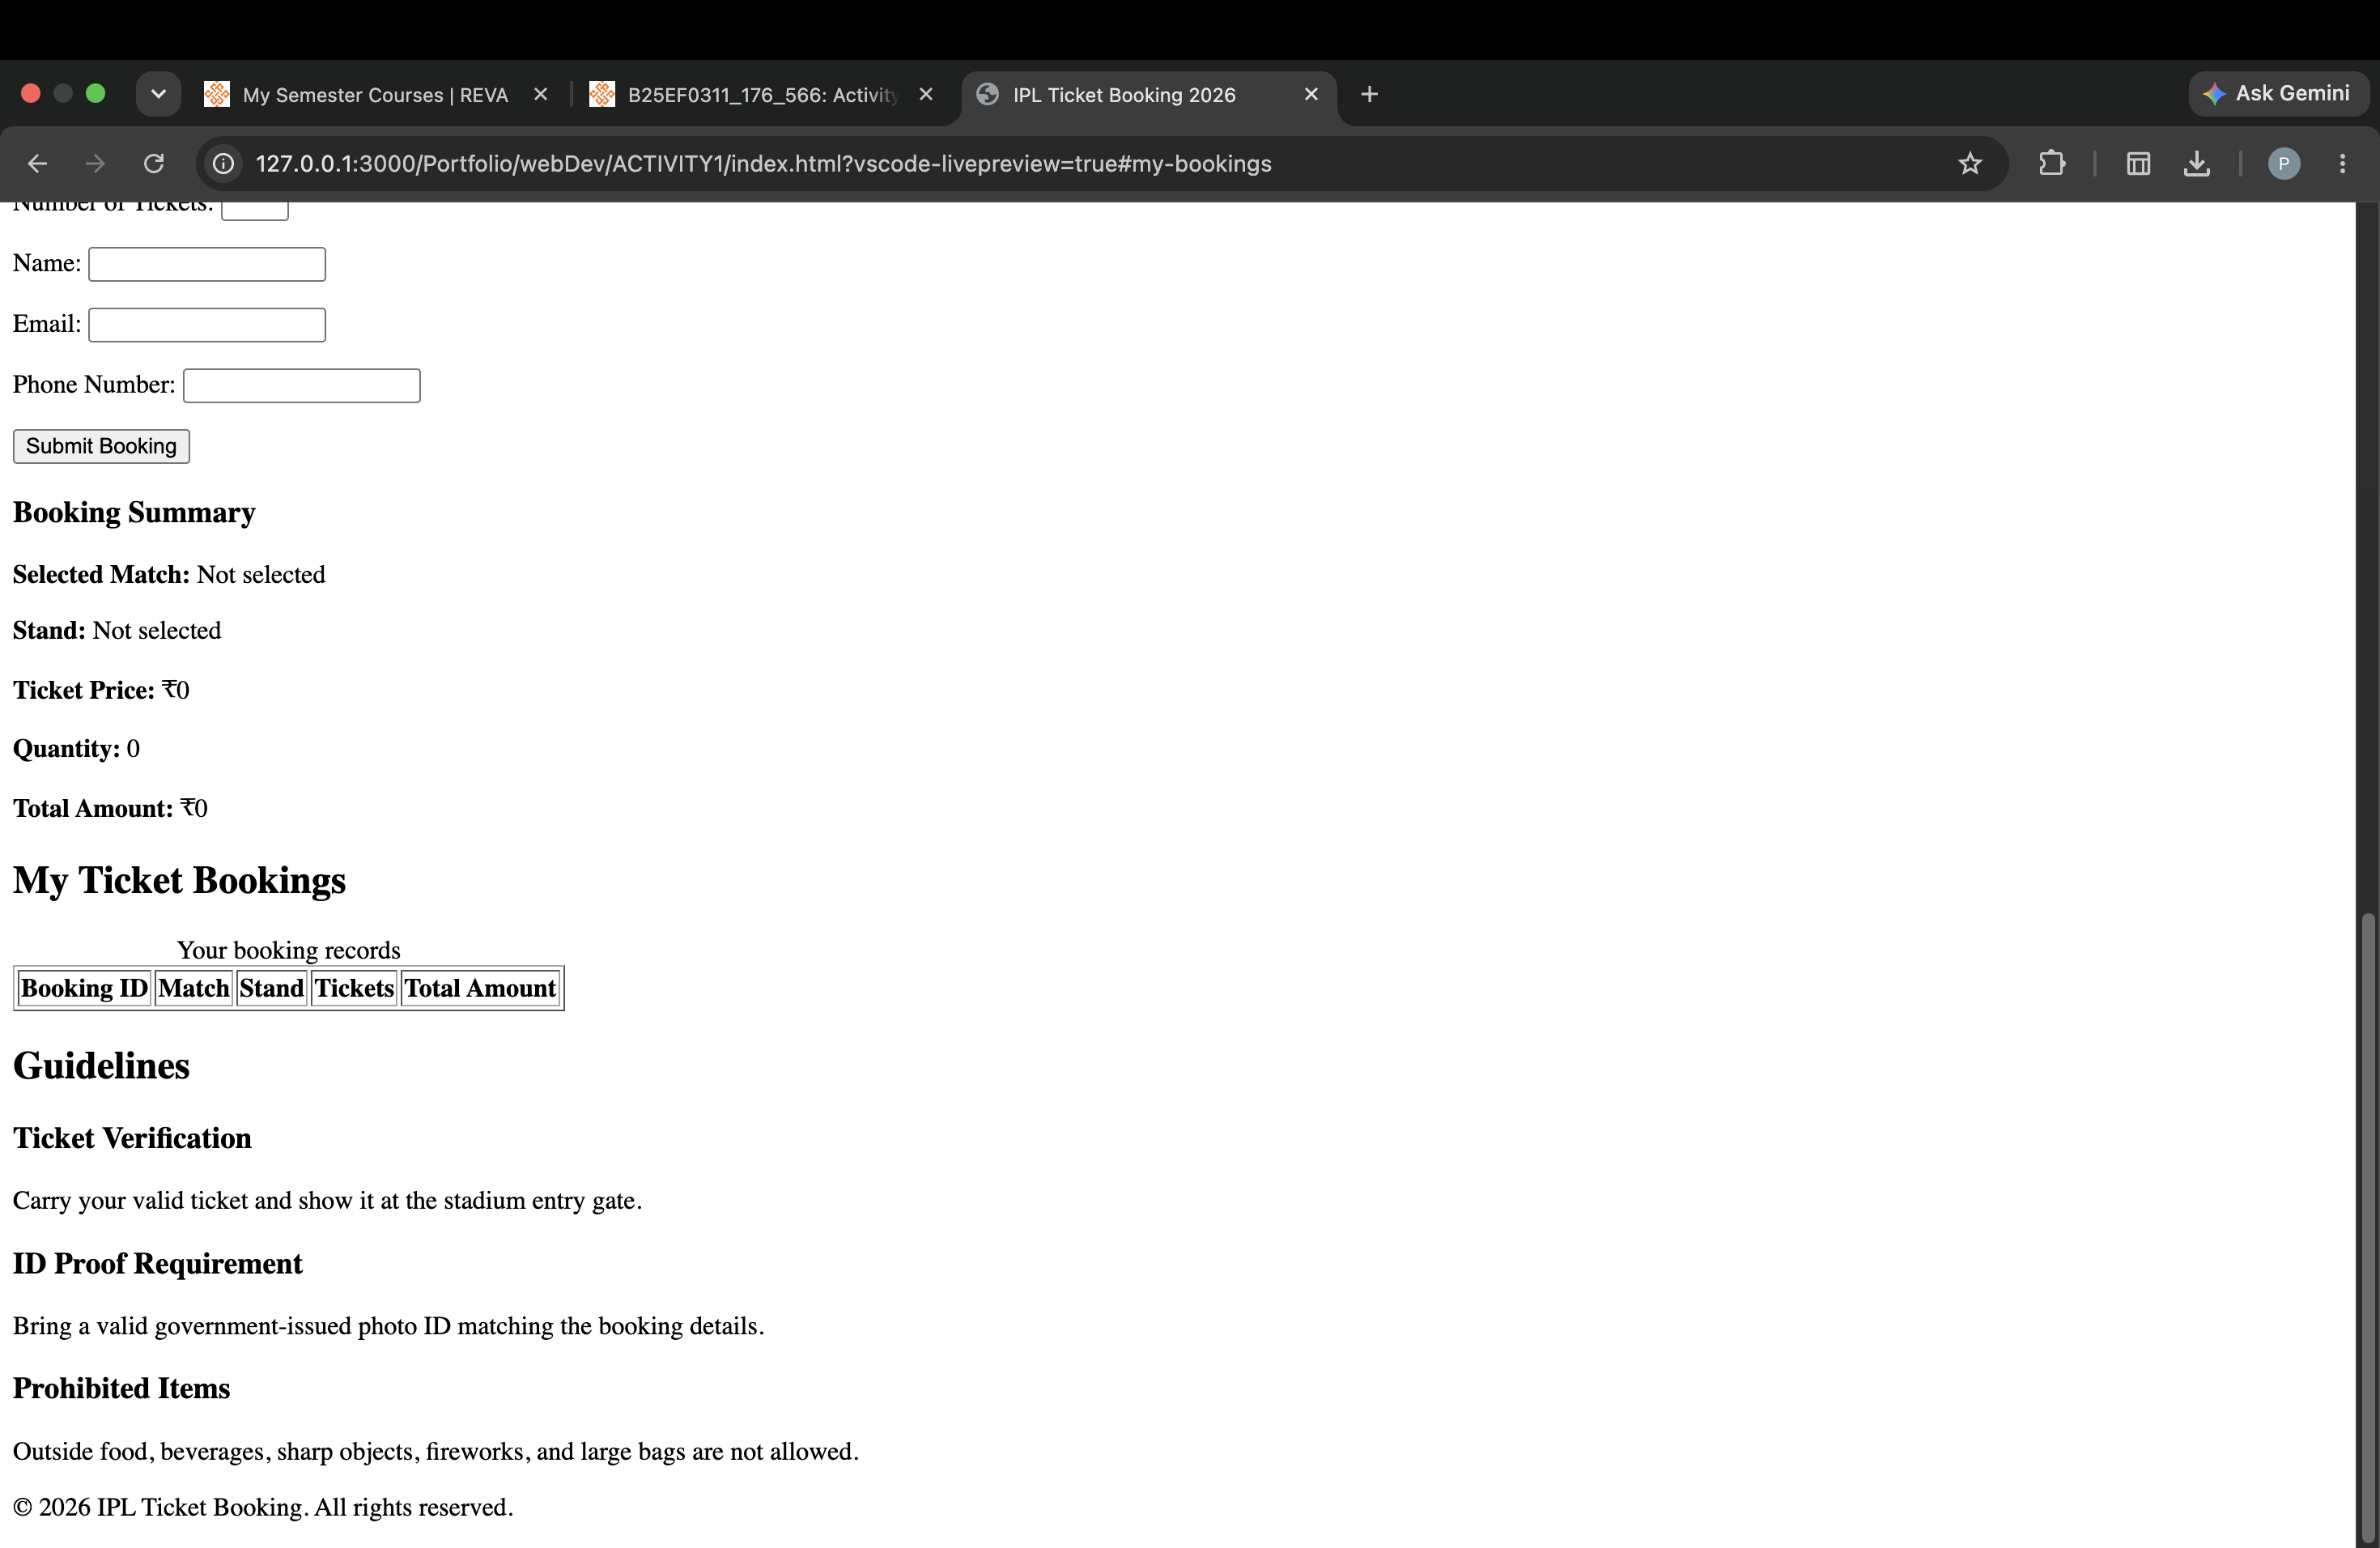 My Semester Courses | REVA
B25EF0311_176_566: Activity
IPL Ticket Booking 2026
Ask Gemini
127.0.0.1:3000/Portfolio/webDev/ACTIVITY1/index.html?vscode-livepreview=true#my-bookings
P
Number of Tickets:
Name:
Email:
Phone Number:
Submit Booking
Booking Summary
Selected Match: Not selected
Stand: Not selected
Ticket Price: ₹0
Quantity: 0
Total Amount: ₹0
My Ticket Bookings
Your booking records
Booking ID Match Stand Tickets Total Amount
Guidelines
Ticket Verification
Carry your valid ticket and show it at the stadium entry gate.
ID Proof Requirement
Bring a valid government-issued photo ID matching the booking details.
Prohibited Items
Outside food, beverages, sharp objects, fireworks, and large bags are not allowed.
© 2026 IPL Ticket Booking. All rights reserved.